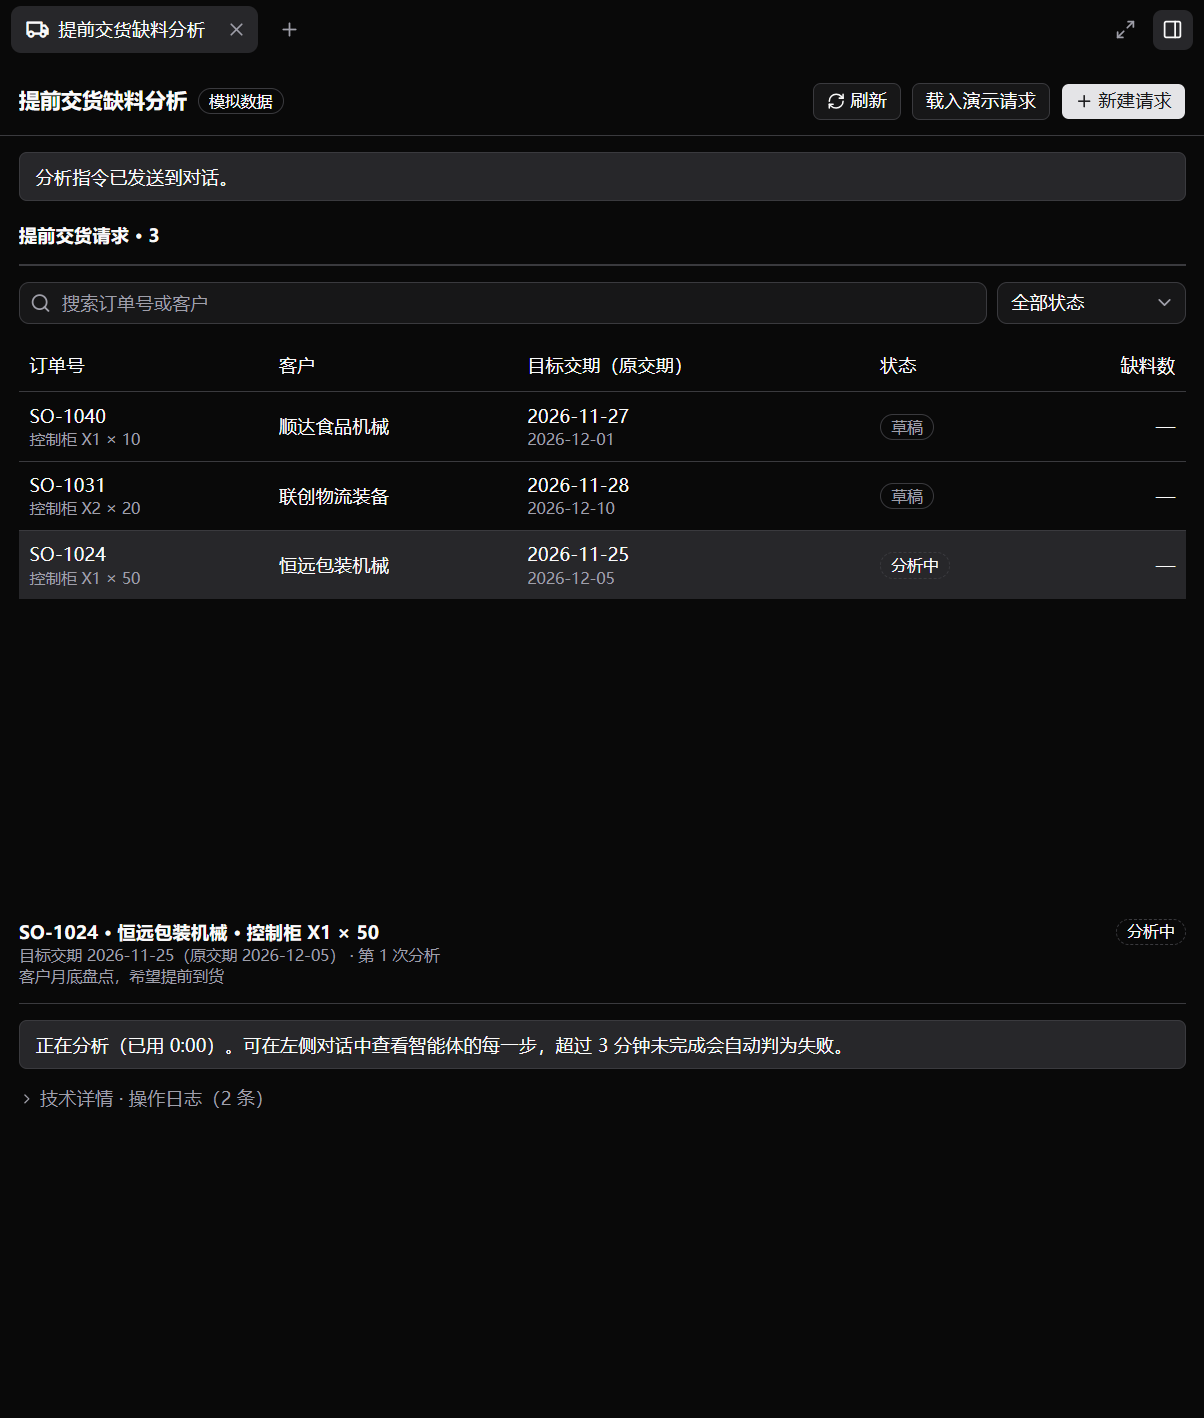 提前交货缺料分析
提前交货缺料分析 模拟数据 刷新 载入演示请求 + 新建请求
分析指令已发送到对话。
提前交货请求 • 3
搜索订单号或客户 全部状态
订单号 客户 目标交期（原交期） 状态 缺料数
SO-1040 顺达食品机械 2026-11-27 草稿 —
控制柜 X1 × 10 2026-12-01
SO-1031 联创物流装备 2026-11-28 草稿 —
控制柜 X2 × 20 2026-12-10
SO-1024 恒远包装机械 2026-11-25 分析中 —
控制柜 X1 × 50 2026-12-05
SO-1024 • 恒远包装机械 • 控制柜 X1 × 50 分析中
目标交期 2026-11-25（原交期 2026-12-05） · 第 1 次分析
客户月底盘点，希望提前到货
正在分析（已用 0:00）。可在左侧对话中查看智能体的每一步，超过 3 分钟未完成会自动判为失败。
技术详情 · 操作日志（2 条）